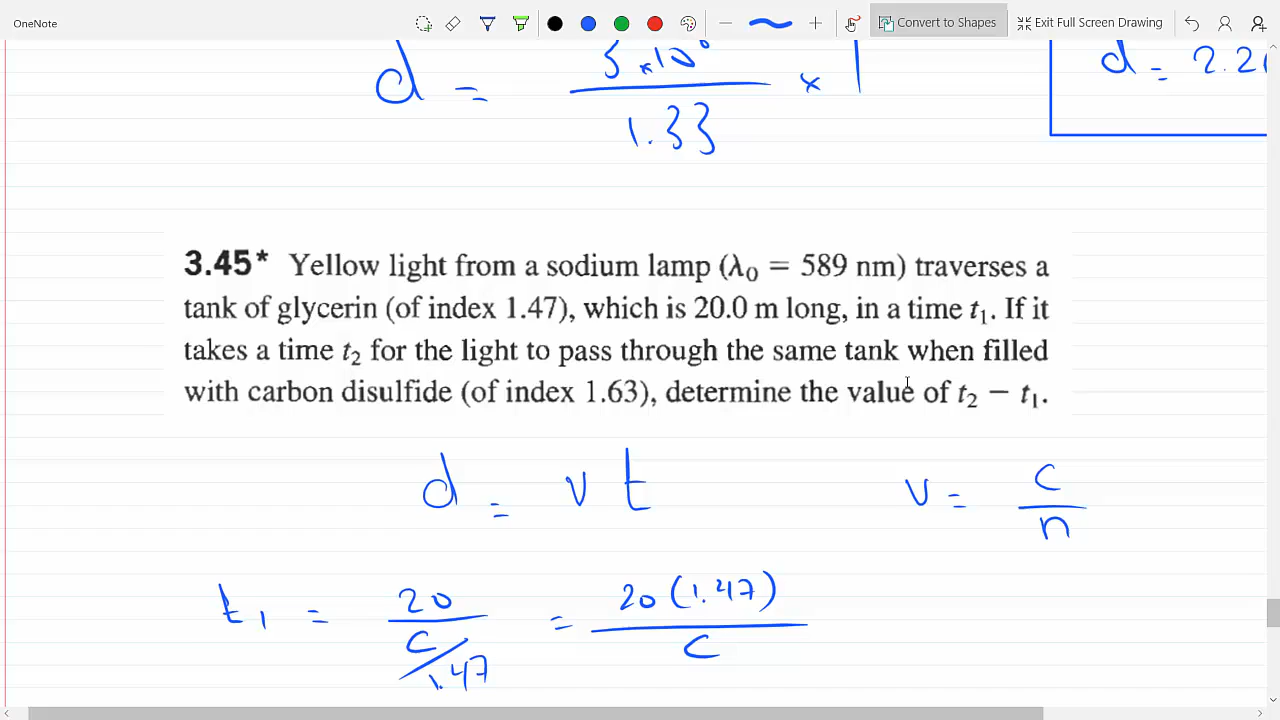 OneNote
Convert to Shapes
Exit Full Screen Drawing
d = 3 × 10⁸ / 1.33 × 1
d = 2.2
3.45* Yellow light from a sodium lamp (λ₀ = 589 nm) traverses a
tank of glycerin (of index 1.47), which is 20.0 m long, in a time t₁. If it
takes a time t₂ for the light to pass through the same tank when filled
with carbon disulfide (of index 1.63), determine the value of t₂ − t₁.
d = v t
v = c / n
t₁ = 20 / (c/1.47) = 20 (1.47) / c